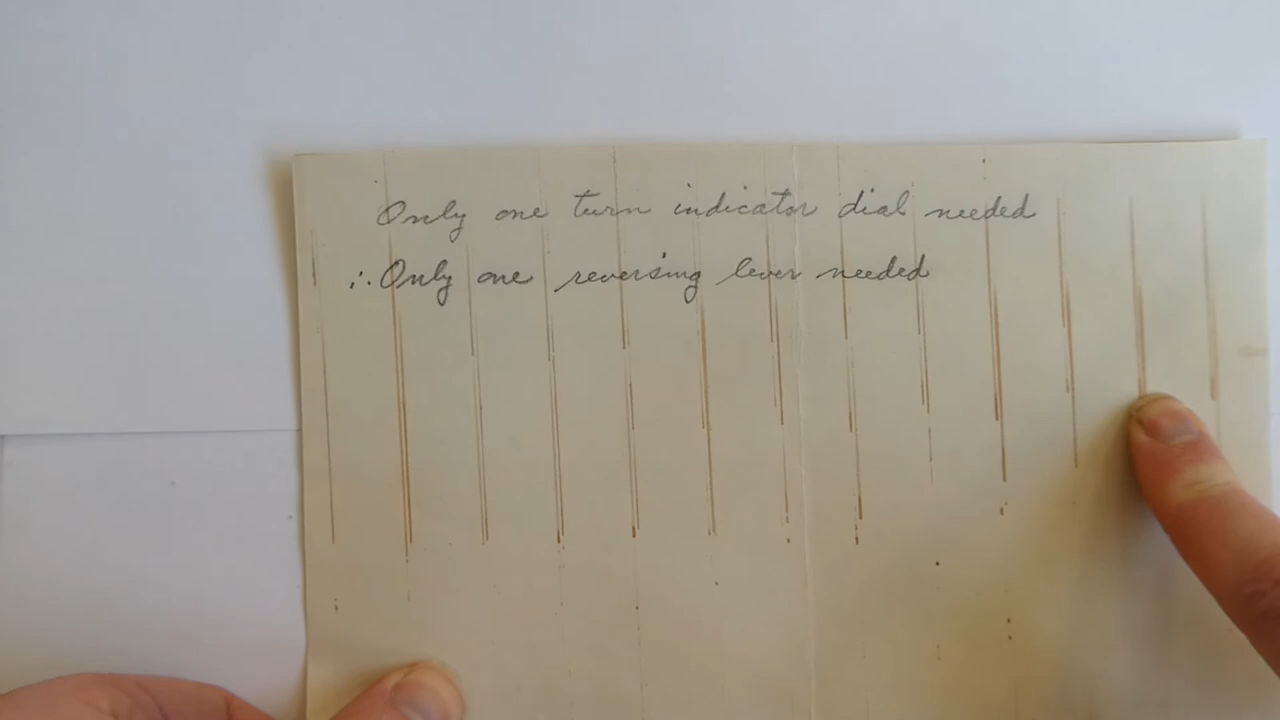 Only one turn indicator dial needed
∴ Only one reversing lever needed